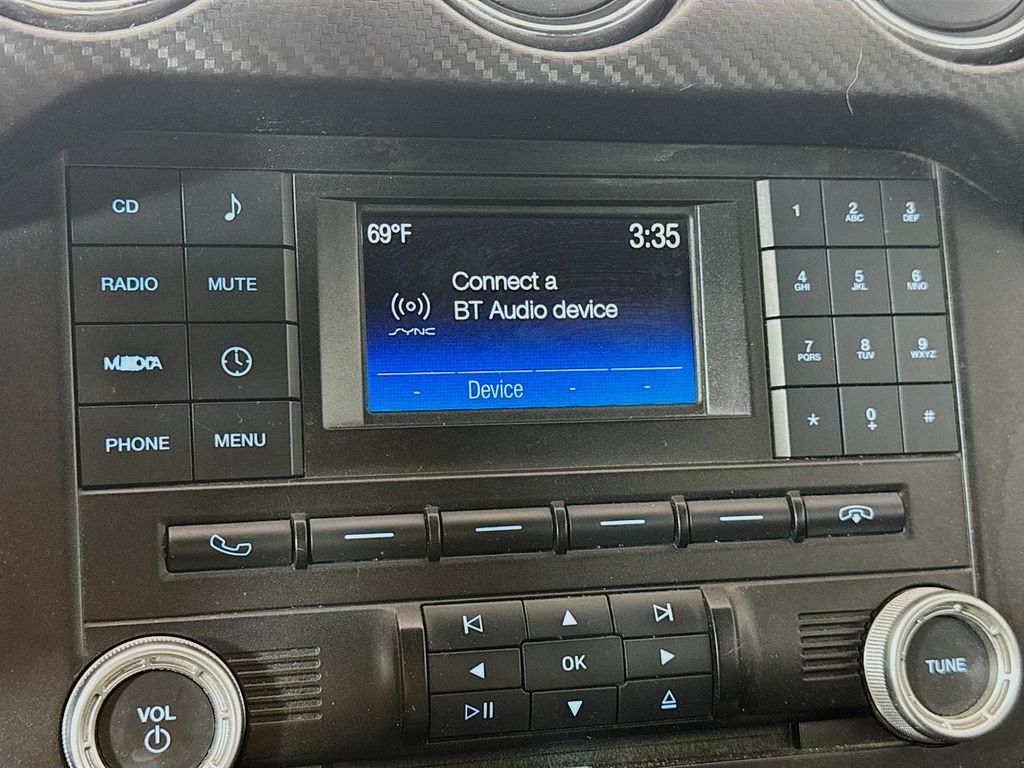 CD
RADIO
MUTE
PHONE
MENU
69°F
3:35
Connect a
BT Audio device
SYNC
- Device - -
1
2
ABC
3
DEF
4
GHI
5
JKL
6
MNO
7
PQRS
8
TUV
9
WXYZ
*
0
+
#
OK
VOL
TUNE